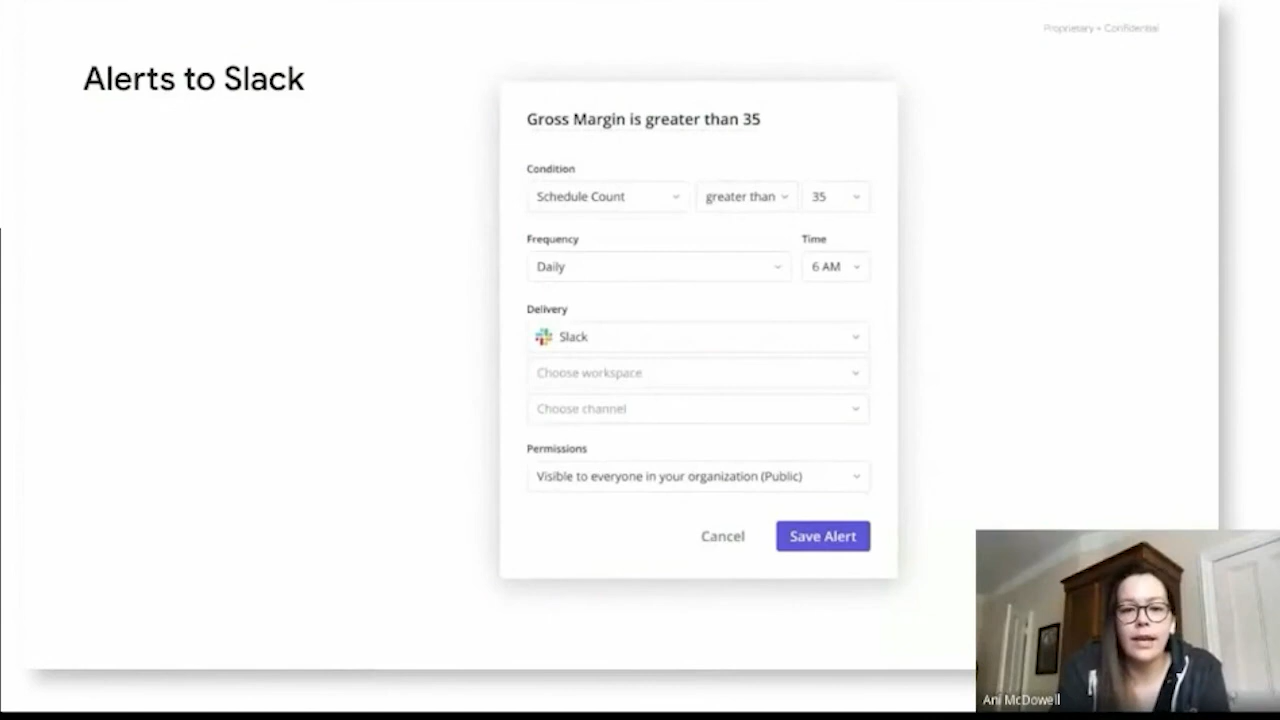 Proprietary + Confidential
Alerts to Slack
Gross Margin is greater than 35
Condition
Schedule Count greater than 35
Frequency Time
Daily 6 AM
Delivery
Slack
Choose workspace
Choose channel
Permissions
Visible to everyone in your organization (Public)
Cancel Save Alert
Ani McDowell